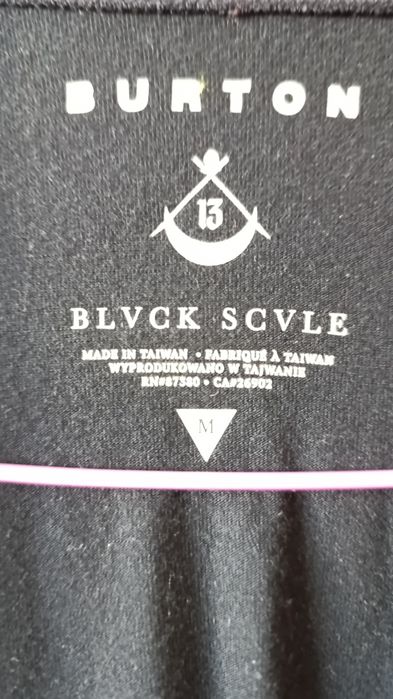 BURTON
13
BLVCK SCVLE
MADE IN TAIWAN • FABRIQUÉ À TAIWAN
WYPRODUKOWANO W TAJWANIE
RN#87380 • CA#26902
M